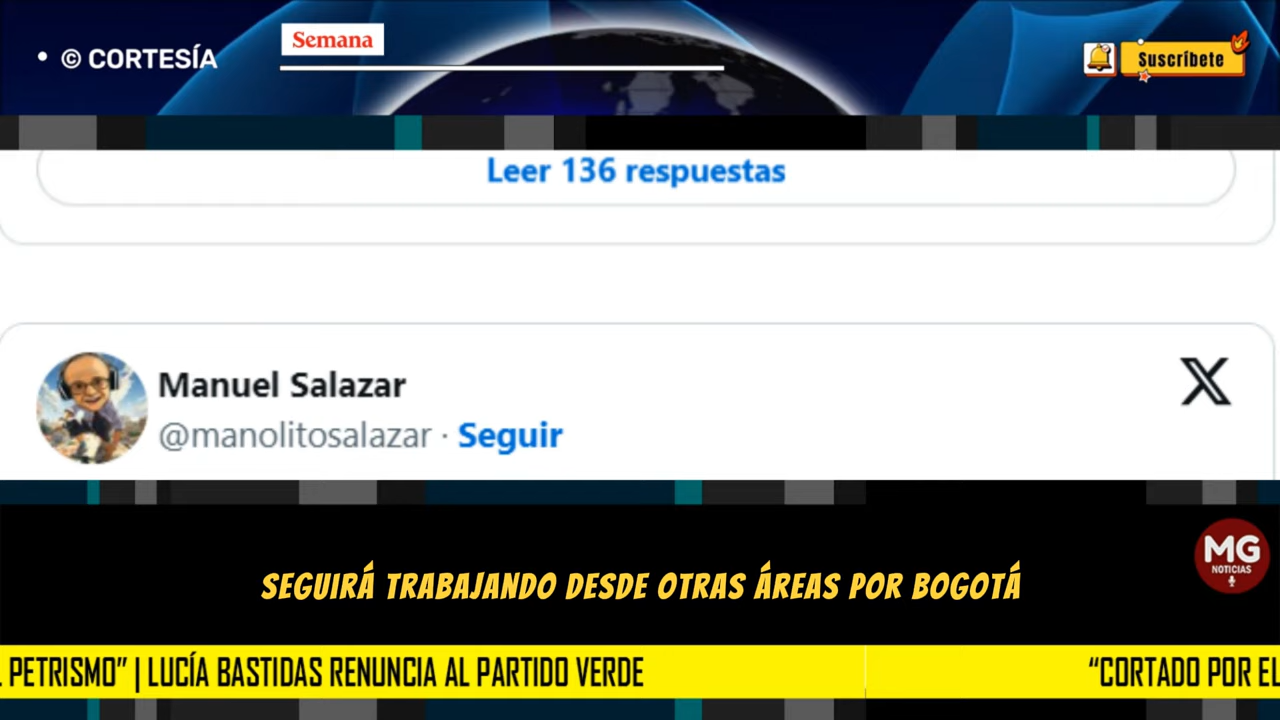 • © CORTESÍA
Semana
Suscríbete
Leer 136 respuestas
Manuel Salazar
@manolitosalazar · Seguir
X
SEGUIRÁ TRABAJANDO DESDE OTRAS ÁREAS POR BOGOTÁ
MG
NOTICIAS
L PETRISMO” | LUCÍA BASTIDAS RENUNCIA AL PARTIDO VERDE
“CORTADO POR EL